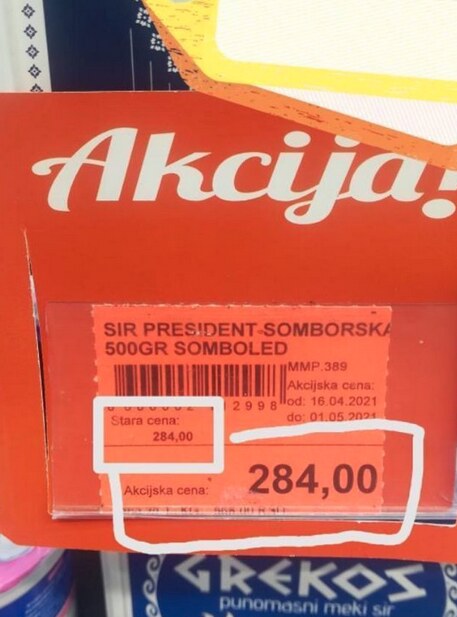 Akcija!
SIR PRESIDENT SOMBORSKA
500GR SOMBOLED
MMP.389
Akcijska cena:
od: 16.04.2021
do: 01.05.2021
2998
Stara cena:
284,00
Akcijska cena: 284,00
GREKOS
punomasni meki sir